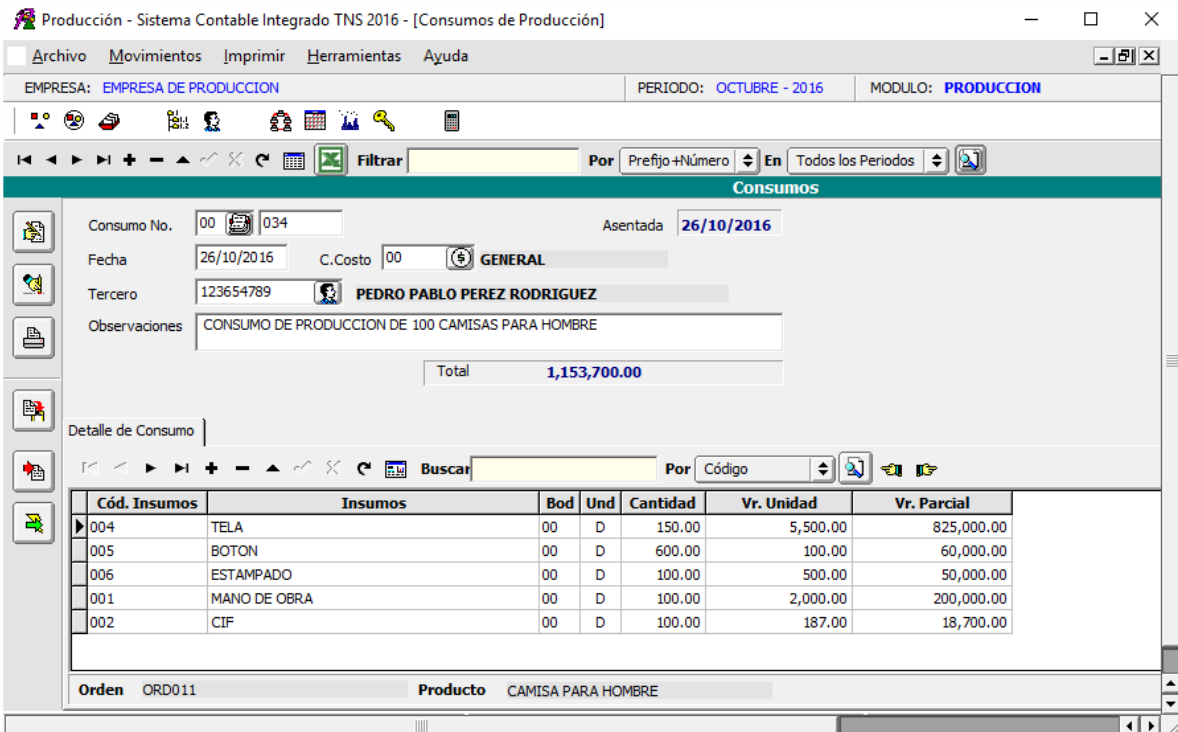 Producción - Sistema Contable Integrado TNS 2016 - [Consumos de Producción]
Archivo Movimientos Imprimir Herramientas Ayuda
EMPRESA: EMPRESA DE PRODUCCION PERIODO: OCTUBRE - 2016 MODULO: PRODUCCION
Filtrar Por Prefijo+Número En Todos los Periodos
Consumos
Consumo No. 00 034 Asentada 26/10/2016
Fecha 26/10/2016 C.Costo 00 GENERAL
Tercero 123654789 PEDRO PABLO PEREZ RODRIGUEZ
Observaciones CONSUMO DE PRODUCCION DE 100 CAMISAS PARA HOMBRE
Total 1,153,700.00
Detalle de Consumo
Buscar Por Código
Cód. Insumos Insumos Bod Und Cantidad Vr. Unidad Vr. Parcial
004 TELA 00 D 150.00 5,500.00 825,000.00
005 BOTON 00 D 600.00 100.00 60,000.00
006 ESTAMPADO 00 D 100.00 500.00 50,000.00
001 MANO DE OBRA 00 D 100.00 2,000.00 200,000.00
002 CIF 00 D 100.00 187.00 18,700.00
Orden ORD011 Producto CAMISA PARA HOMBRE